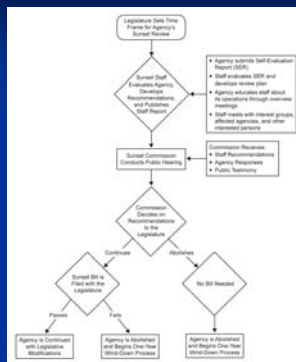 Legislature Sets Time
Frame for Agency's
Sunset Review
Sunset Staff
Evaluates Agency,
Develops
Recommendations,
and Publishes
Staff Report
• Agency submits Self-Evaluation
Report (SER)
• Staff evaluates SER and
develops review plan
• Agency educates staff about
its operations through overview
meetings
• Staff meets with interest groups,
affected agencies, and other
interested persons
Sunset Commission
Conducts Public Hearing
Commission Receives:
• Staff Recommendations
• Agency Responses
• Public Testimony
Commission
Decides on
Recommendations
to the
Legislature
Continues
Abolishes
Sunset Bill is
Filed with the
Legislature
No Bill Needed
Passes
Fails
Agency is Continued
with Legislative
Modifications
Agency is Abolished
and Begins One-Year
Wind-Down Process
Agency is Abolished
and Begins One-Year
Wind-Down Process